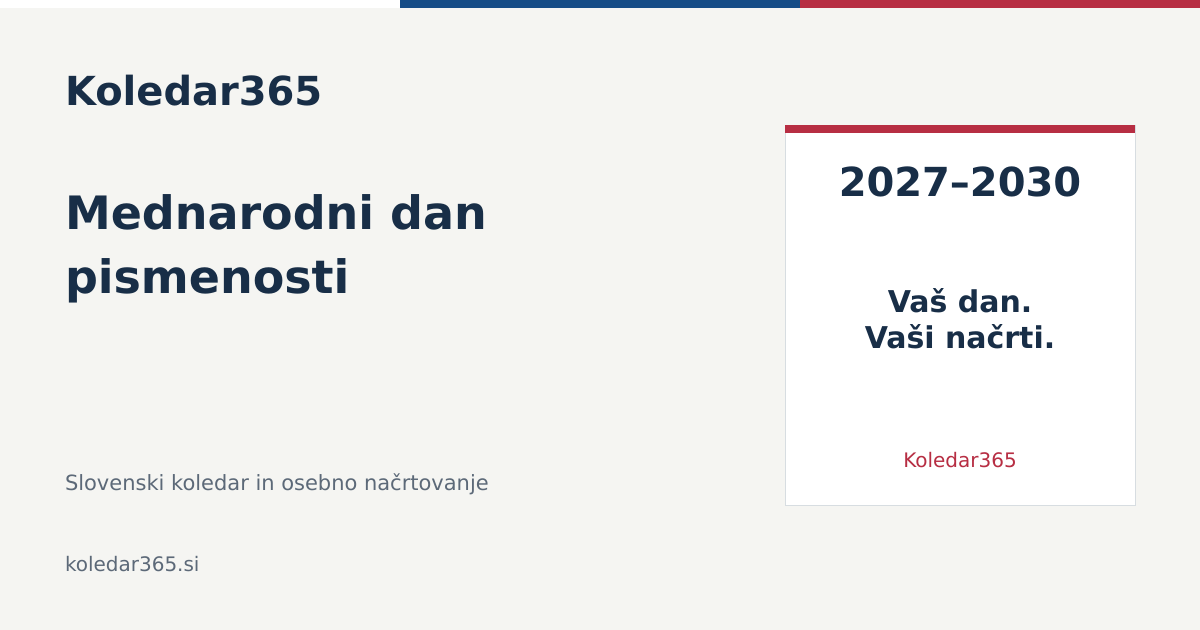 Koledar365
Mednarodni dan
pismenosti
Slovenski koledar in osebno načrtovanje
koledar365.si
2027–2030
Vaš dan.
Vaši načrti.
Koledar365